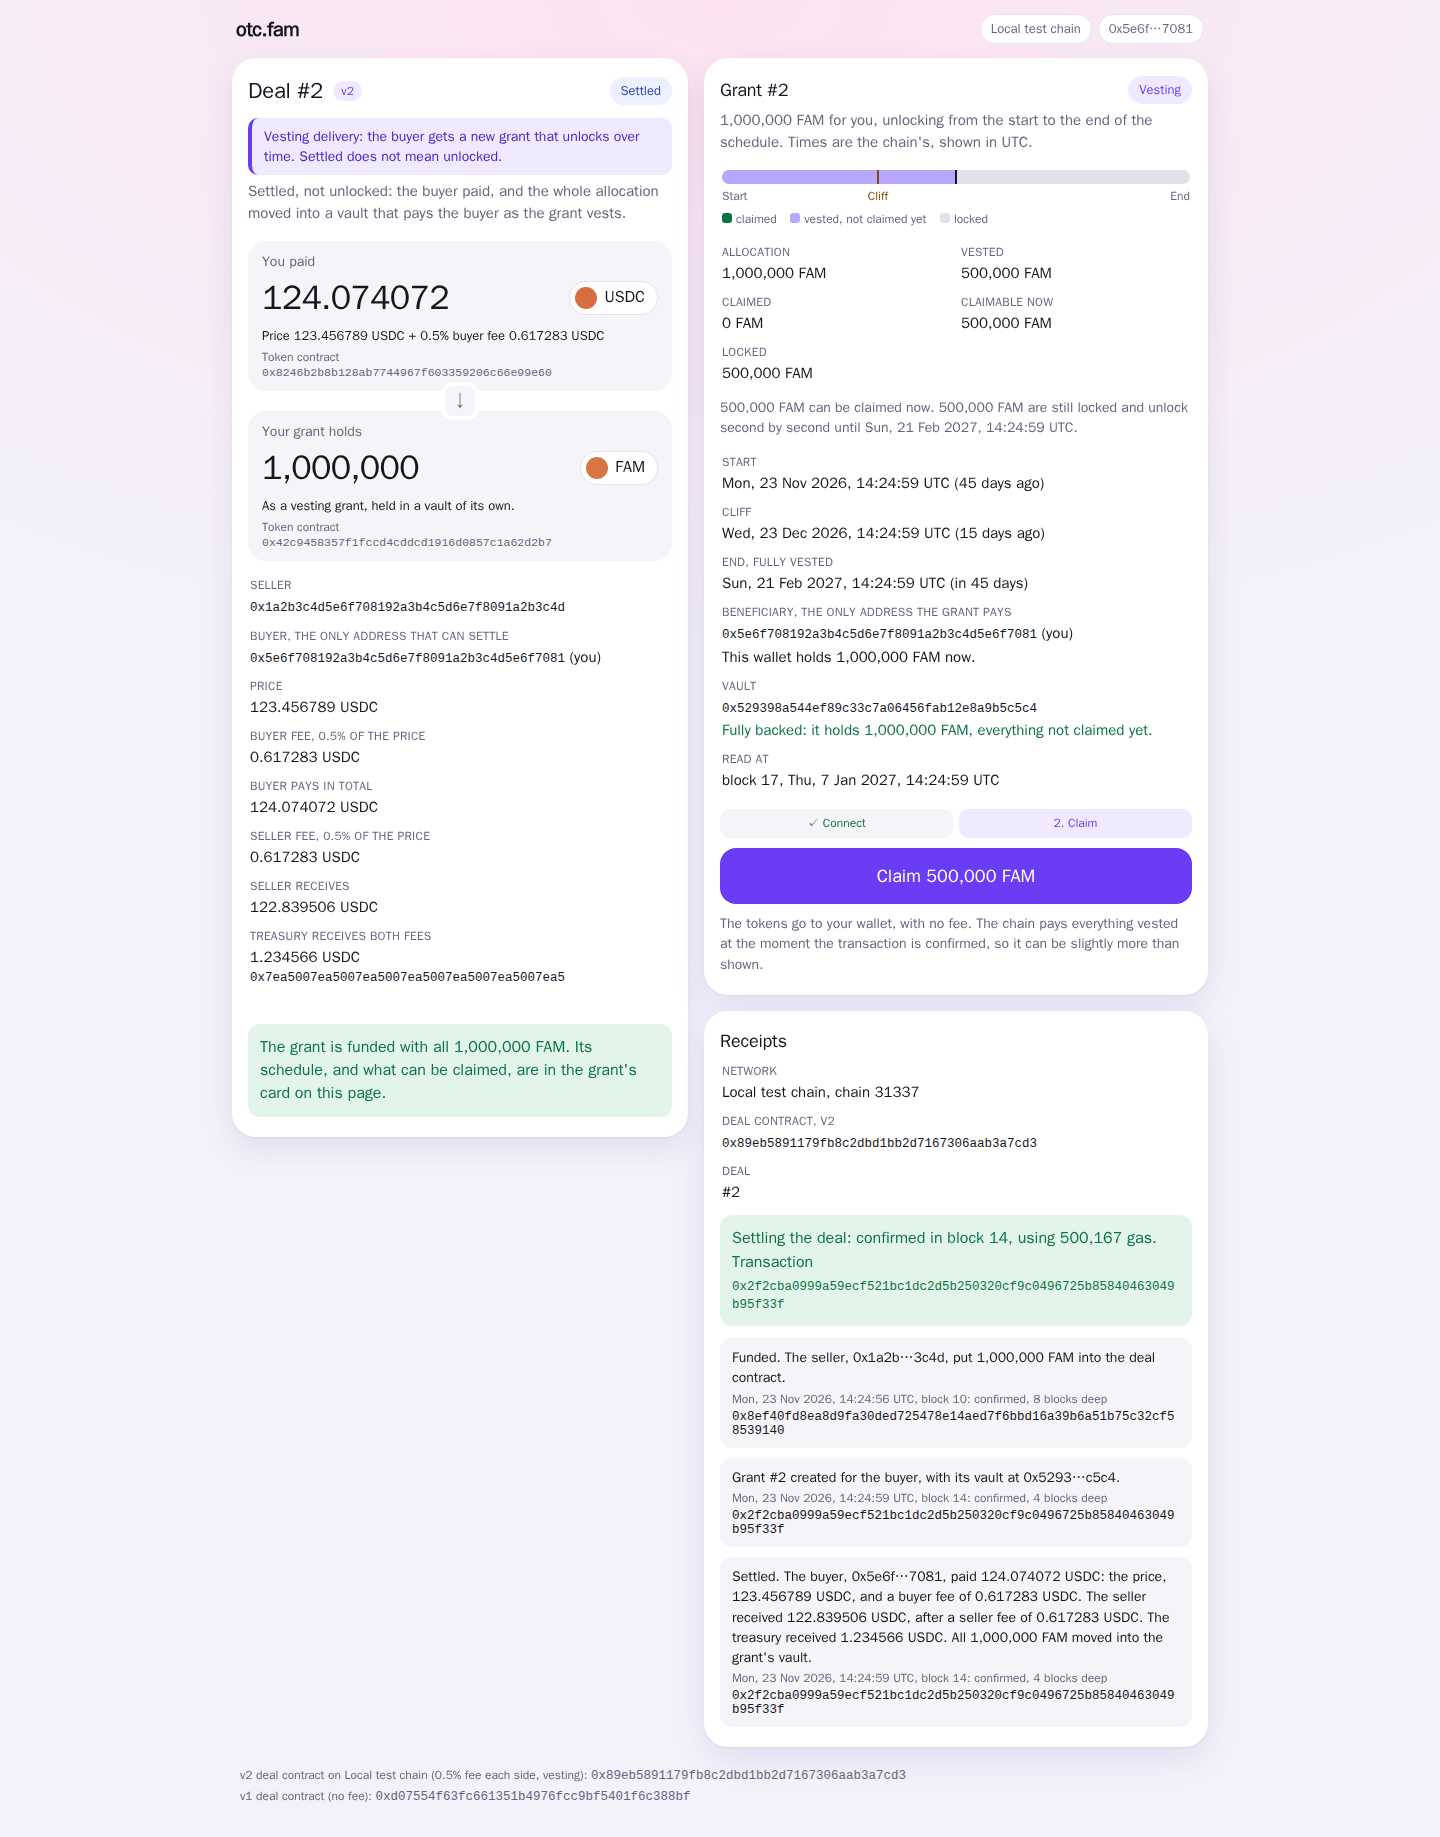 otc.fam
Local test chain
0x5e6f···7081
Deal #2
v2
Settled
Vesting delivery: the buyer gets a new grant that unlocks over
time. Settled does not mean unlocked.
Settled, not unlocked: the buyer paid, and the whole allocation
moved into a vault that pays the buyer as the grant vests.
You paid
124.074072
USDC
Price 123.456789 USDC + 0.5% buyer fee 0.617283 USDC
Token contract
0x8246b2b8b128ab7744967f603359206c66e99e60
↓
Your grant holds
1,000,000
FAM
As a vesting grant, held in a vault of its own.
Token contract
0x42c9458357f1fccd4cddcd1916d0857c1a62d2b7
SELLER
0x1a2b3c4d5e6f708192a3b4c5d6e7f8091a2b3c4d
BUYER, THE ONLY ADDRESS THAT CAN SETTLE
0x5e6f708192a3b4c5d6e7f8091a2b3c4d5e6f7081 (you)
PRICE
123.456789 USDC
BUYER FEE, 0.5% OF THE PRICE
0.617283 USDC
BUYER PAYS IN TOTAL
124.074072 USDC
SELLER FEE, 0.5% OF THE PRICE
0.617283 USDC
SELLER RECEIVES
122.839506 USDC
TREASURY RECEIVES BOTH FEES
1.234566 USDC
0x7ea5007ea5007ea5007ea5007ea5007ea5007ea5
The grant is funded with all 1,000,000 FAM. Its
schedule, and what can be claimed, are in the grant's
card on this page.
Grant #2
Vesting
1,000,000 FAM for you, unlocking from the start to the end of the
schedule. Times are the chain's, shown in UTC.
Start
Cliff
End
claimed
vested, not claimed yet
locked
ALLOCATION
1,000,000 FAM
VESTED
500,000 FAM
CLAIMED
0 FAM
CLAIMABLE NOW
500,000 FAM
LOCKED
500,000 FAM
500,000 FAM can be claimed now. 500,000 FAM are still locked and unlock
second by second until Sun, 21 Feb 2027, 14:24:59 UTC.
START
Mon, 23 Nov 2026, 14:24:59 UTC (45 days ago)
CLIFF
Wed, 23 Dec 2026, 14:24:59 UTC (15 days ago)
END, FULLY VESTED
Sun, 21 Feb 2027, 14:24:59 UTC (in 45 days)
BENEFICIARY, THE ONLY ADDRESS THE GRANT PAYS
0x5e6f708192a3b4c5d6e7f8091a2b3c4d5e6f7081 (you)
This wallet holds 1,000,000 FAM now.
VAULT
0x529398a544ef89c33c7a06456fab12e8a9b5c5c4
Fully backed: it holds 1,000,000 FAM, everything not claimed yet.
READ AT
block 17, Thu, 7 Jan 2027, 14:24:59 UTC
✓ Connect
2. Claim
Claim 500,000 FAM
The tokens go to your wallet, with no fee. The chain pays everything vested
at the moment the transaction is confirmed, so it can be slightly more than
shown.
Receipts
NETWORK
Local test chain, chain 31337
DEAL CONTRACT, V2
0x89eb5891179fb8c2dbd1bb2d7167306aab3a7cd3
DEAL
#2
Settling the deal: confirmed in block 14, using 500,167 gas.
Transaction
0x2f2cba0999a59ecf521bc1dc2d5b250320cf9c0496725b85840463049
b95f33f
Funded. The seller, 0x1a2b···3c4d, put 1,000,000 FAM into the deal
contract.
Mon, 23 Nov 2026, 14:24:56 UTC, block 10: confirmed, 8 blocks deep
0x8ef40fd8ea8d9fa30ded725478e14aed7f6bbd16a39b6a51b75c32cf5
8539140
Grant #2 created for the buyer, with its vault at 0x5293···c5c4.
Mon, 23 Nov 2026, 14:24:59 UTC, block 14: confirmed, 4 blocks deep
0x2f2cba0999a59ecf521bc1dc2d5b250320cf9c0496725b85840463049
b95f33f
Settled. The buyer, 0x5e6f···7081, paid 124.074072 USDC: the price,
123.456789 USDC, and a buyer fee of 0.617283 USDC. The seller
received 122.839506 USDC, after a seller fee of 0.617283 USDC. The
treasury received 1.234566 USDC. All 1,000,000 FAM moved into the
grant's vault.
Mon, 23 Nov 2026, 14:24:59 UTC, block 14: confirmed, 4 blocks deep
0x2f2cba0999a59ecf521bc1dc2d5b250320cf9c0496725b85840463049
b95f33f
v2 deal contract on Local test chain (0.5% fee each side, vesting): 0x89eb5891179fb8c2dbd1bb2d7167306aab3a7cd3
v1 deal contract (no fee): 0xd07554f63fc661351b4976fcc9bf5401f6c388bf